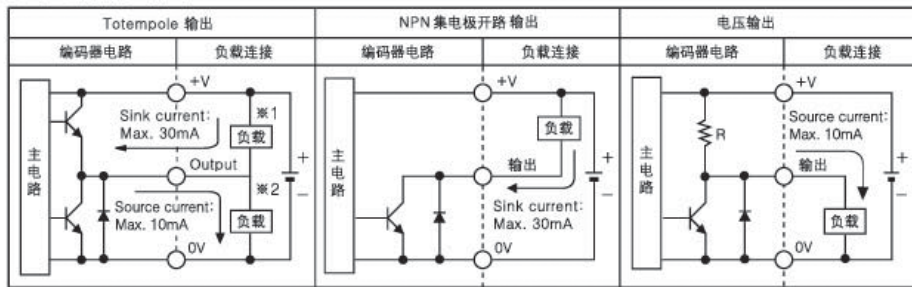 Totempole 输出
编码器电路
负载连接
+V
Sink current:
Max. 30mA
※1
负载
主电路
Output
+
−
※2
Source current:
Max. 10mA
负载
0V
NPN 集电极开路 输出
编码器电路
负载连接
+V
负载
主电路
输出
+
−
Sink current:
Max. 30mA
0V
电压输出
编码器电路
负载连接
+V
Source current:
Max. 10mA
R
主电路
输出
+
−
负载
0V